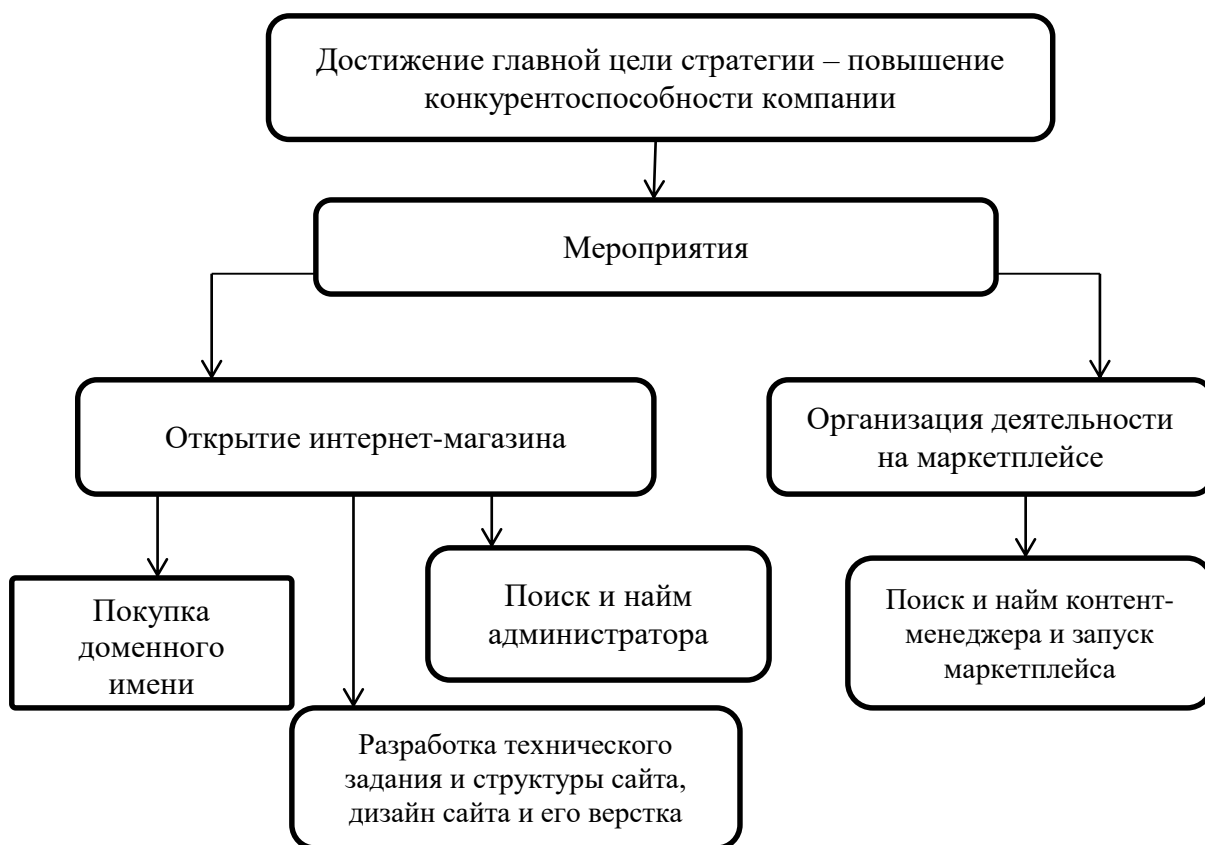 Достижение главной цели стратегии – повышение
конкурентоспособности компании
Мероприятия
Открытие интернет-магазина
Организация деятельности
на маркетплейсе
Покупка
доменного
имени
Поиск и найм
администратора
Поиск и найм контент-
менеджера и запуск
маркетплейса
Разработка технического
задания и структуры сайта,
дизайн сайта и его верстка